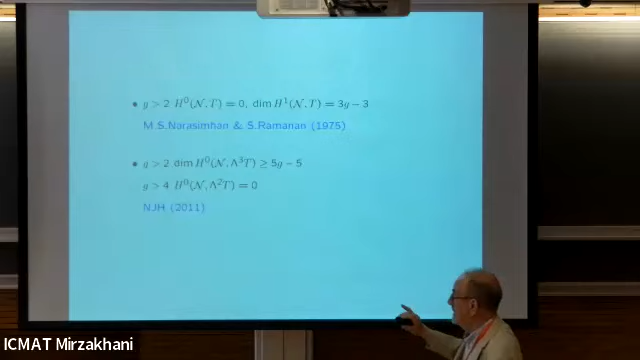 • g > 2 H⁰(𝒩, T) = 0, dim H¹(𝒩, T) = 3g − 3
M.S.Narasimhan & S.Ramanan (1975)
• g > 2 dim H⁰(𝒩, Λ³T) ≥ 5g − 5
g > 4 H⁰(𝒩, Λ²T) = 0
NJH (2011)
ICMAT Mirzakhani